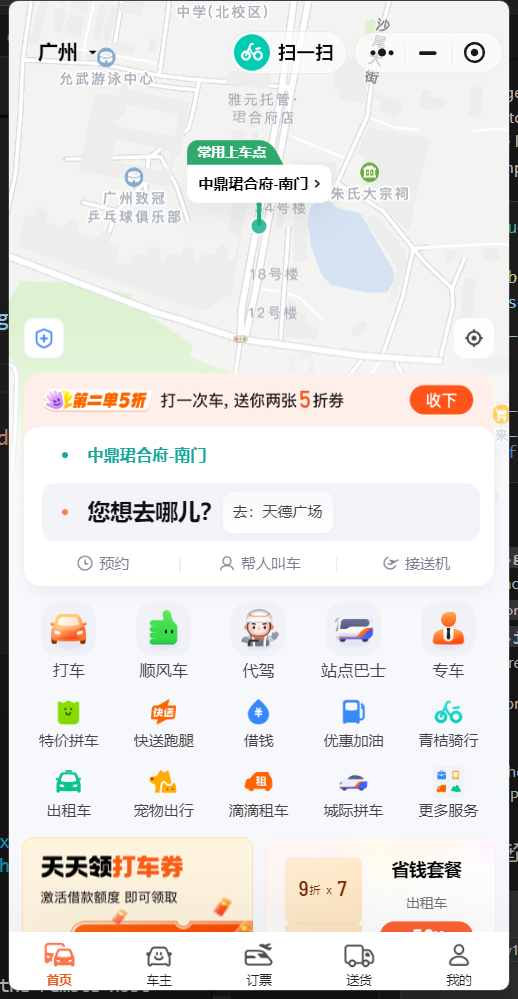 中学(北校区)
广州
扫一扫
沙
尾
大
街
允武游泳中心
雅元托管·
珺合府店
常用上车点
中鼎珺合府-南门 ›
朱氏大宗祠
广州致冠
乒乓球俱乐部
34号楼
18号楼
12号楼
第二单5折
打一次车, 送你两张5折券
收下
来
中鼎珺合府-南门
您想去哪儿?
去: 天德广场
预约
帮人叫车
接送机
打车
顺风车
代驾
站点巴士
专车
快送
特价拼车
快送跑腿
借钱
优惠加油
青桔骑行
租
出租车
宠物出行
滴滴租车
城际拼车
更多服务
天天领打车券
激活借款额度 即可领取
9折 x 7
省钱套餐
出租车
首页
车主
订票
送货
我的